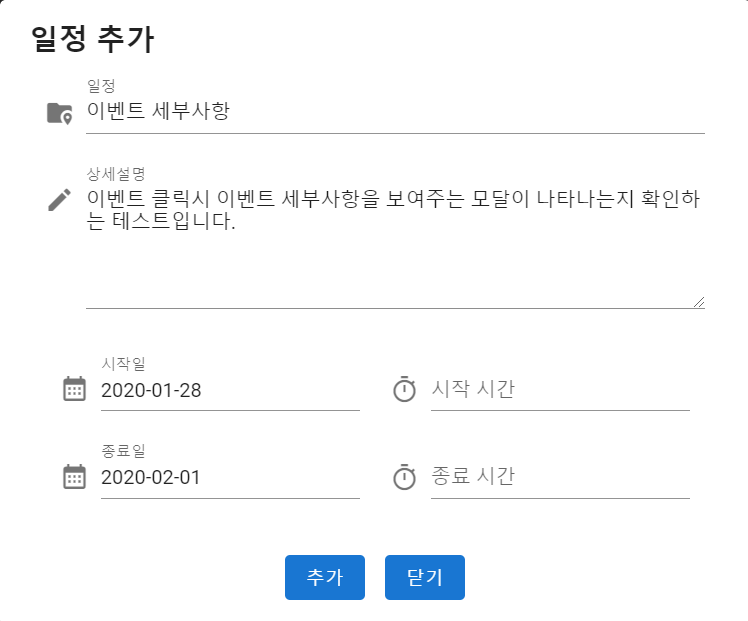 일정 추가
일정
이벤트 세부사항
상세설명
이벤트 클릭시 이벤트 세부사항을 보여주는 모달이 나타나는지 확인하
는 테스트입니다.
시작일
2020-01-28
시작 시간
종료일
2020-02-01
종료 시간
추가
닫기